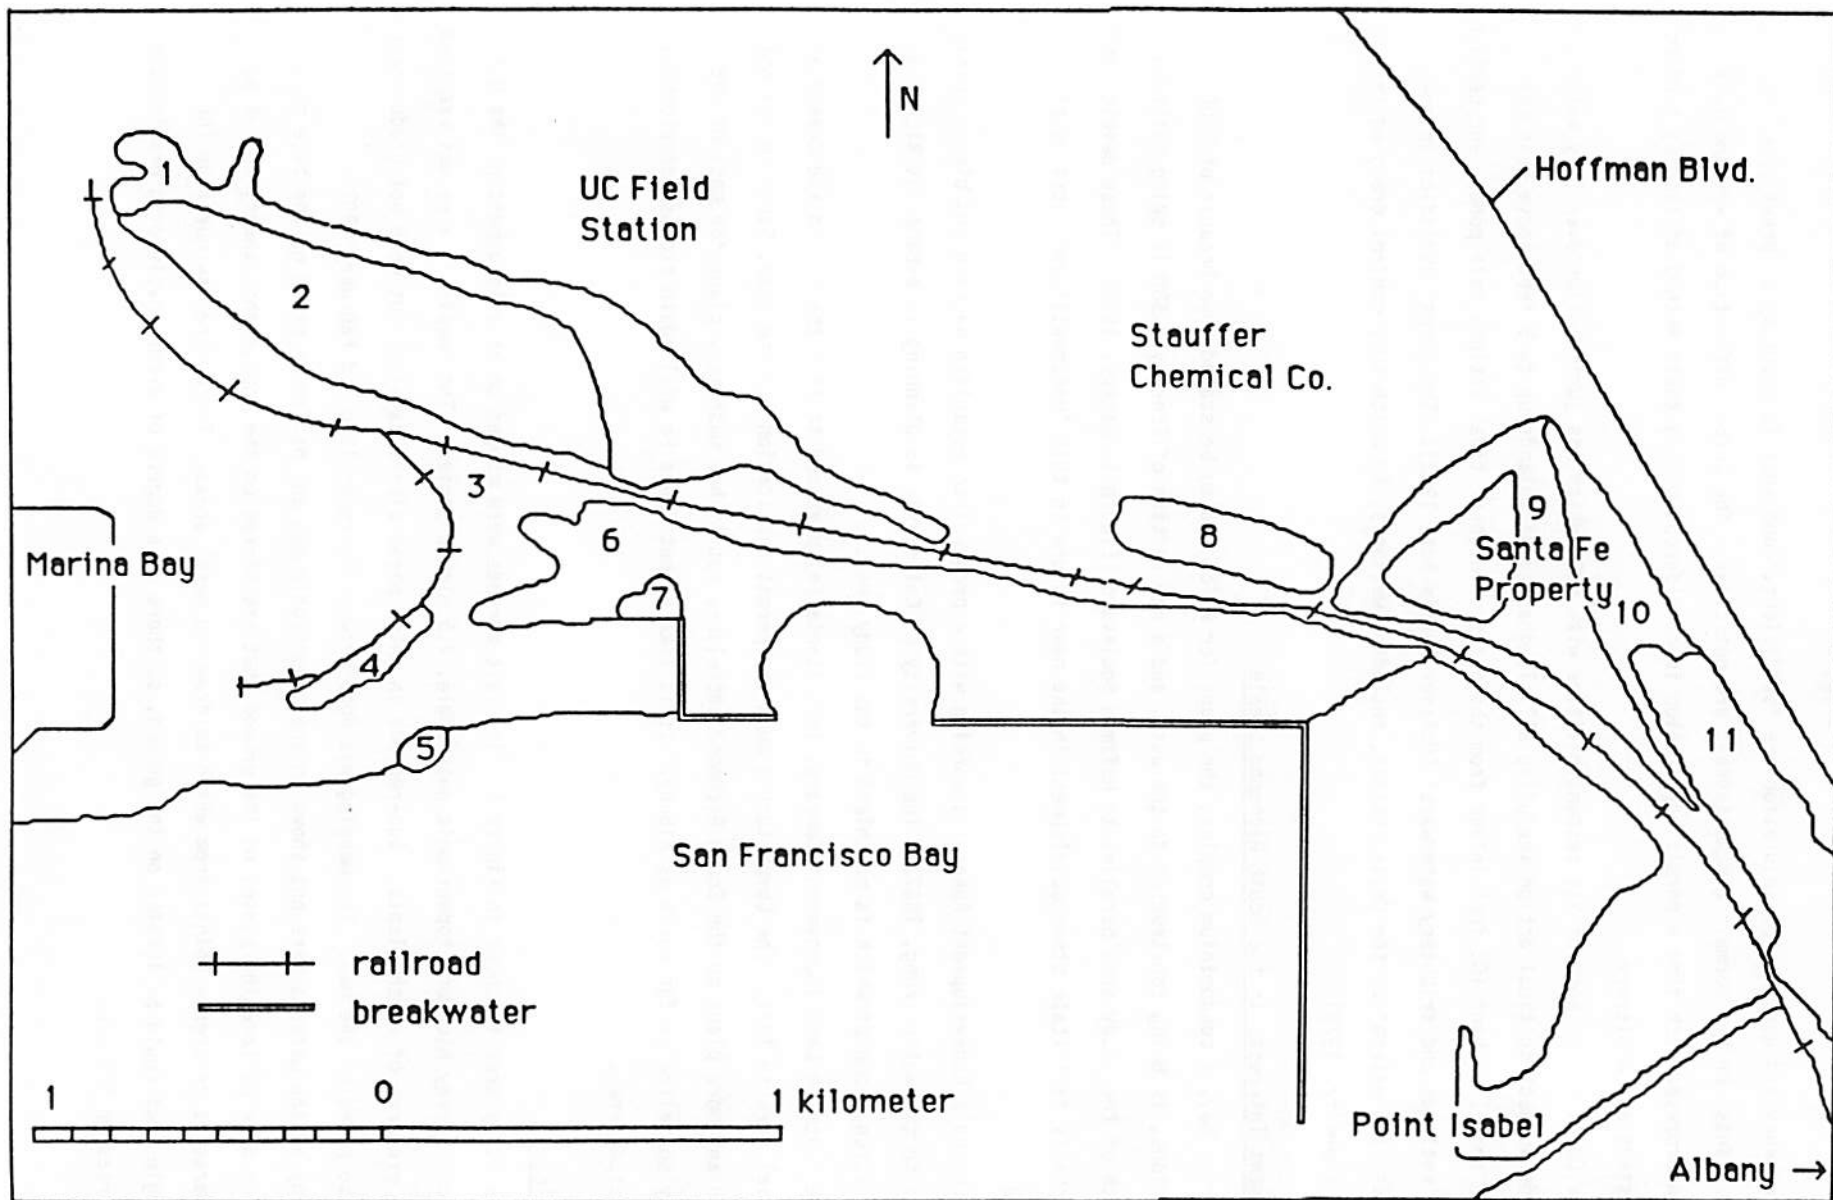 N
Hoffman Blvd.
1
UC Field
Station
2
Stauffer
Chemical Co.
3
9
6
8
Santa Fe
Property
Marina Bay
7
10
4
11
5
San Francisco Bay
railroad
breakwater
1 0 1 kilometer
Point Isabel
Albany →